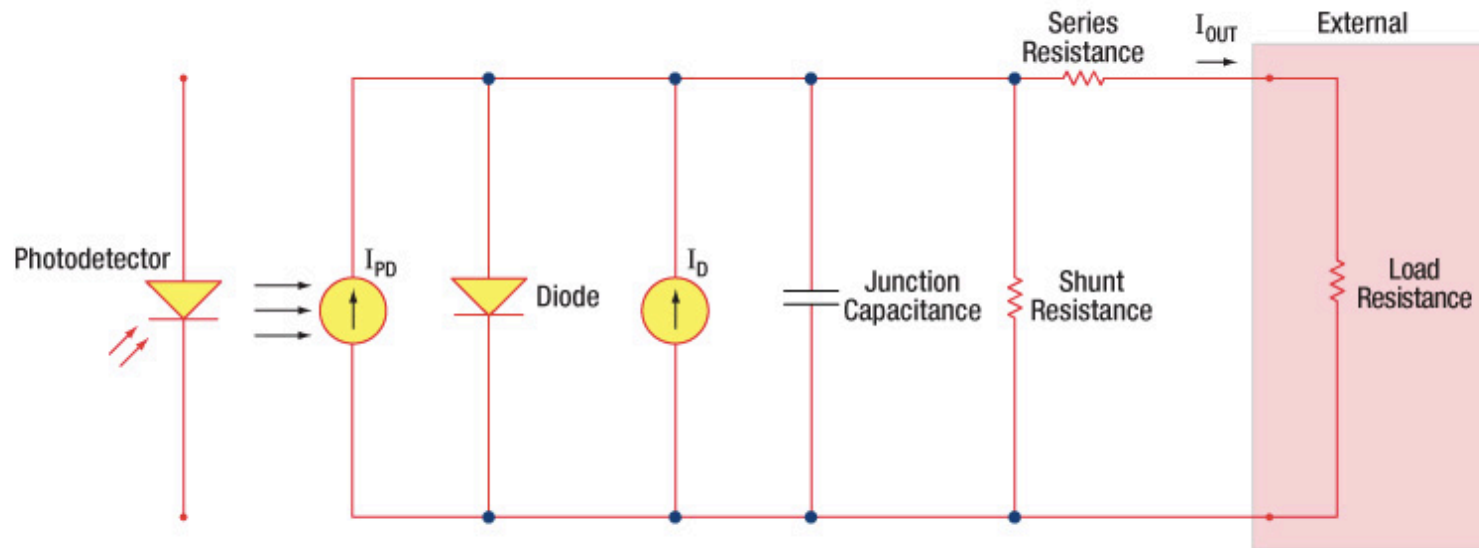 Series
Resistance
I_OUT
External
Photodetector
I_PD
Diode
I_D
Junction
Capacitance
Shunt
Resistance
Load
Resistance